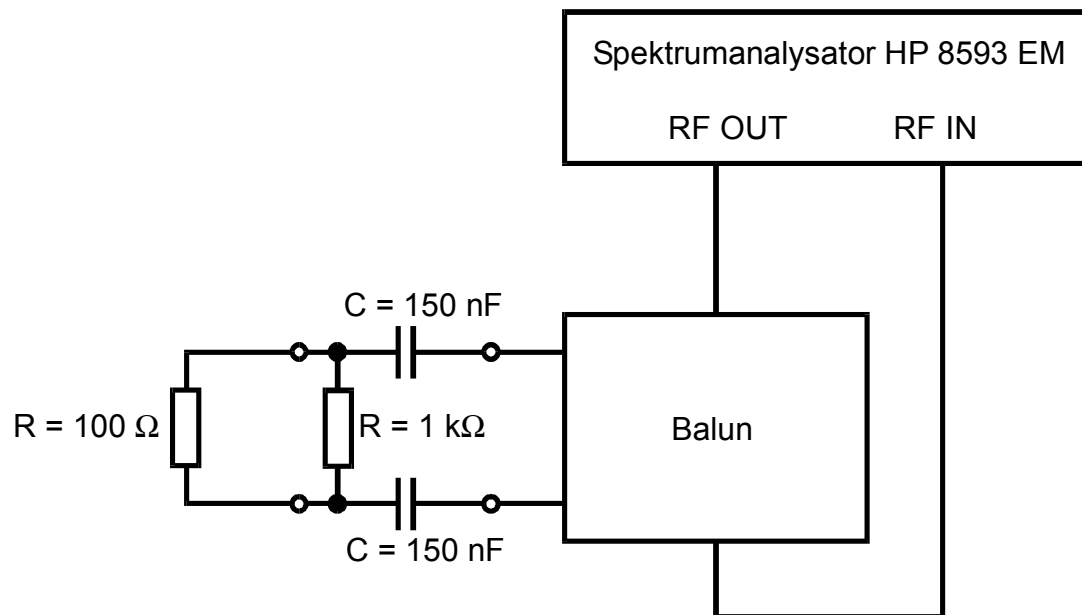 Spektrumanalysator HP 8593 EM
RF OUT RF IN
C = 150 nF
R = 100 Ω R = 1 kΩ Balun
C = 150 nF